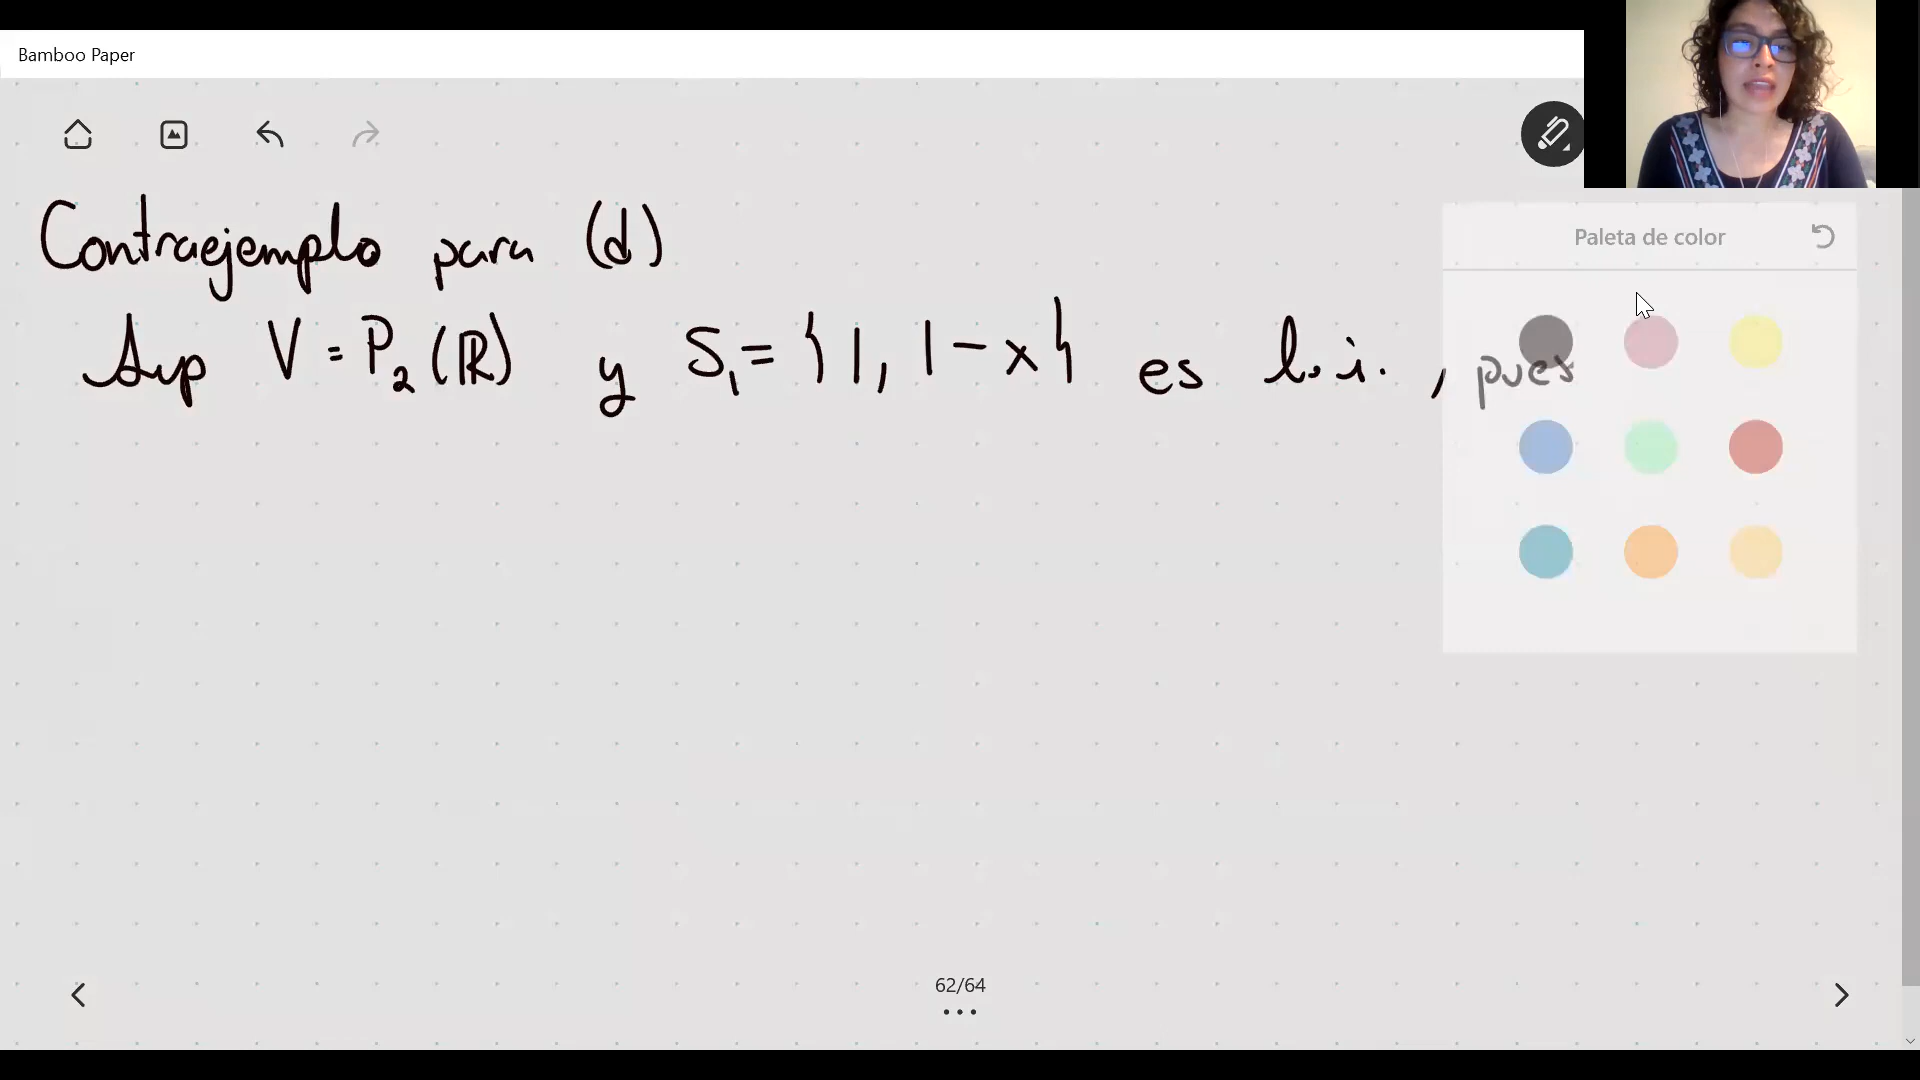 Bamboo Paper
Contraejemplo para (d)
Paleta de color
Sup V = P₂(ℝ) y S₁ = {1, 1 - x} es l.i. , pues
62/64